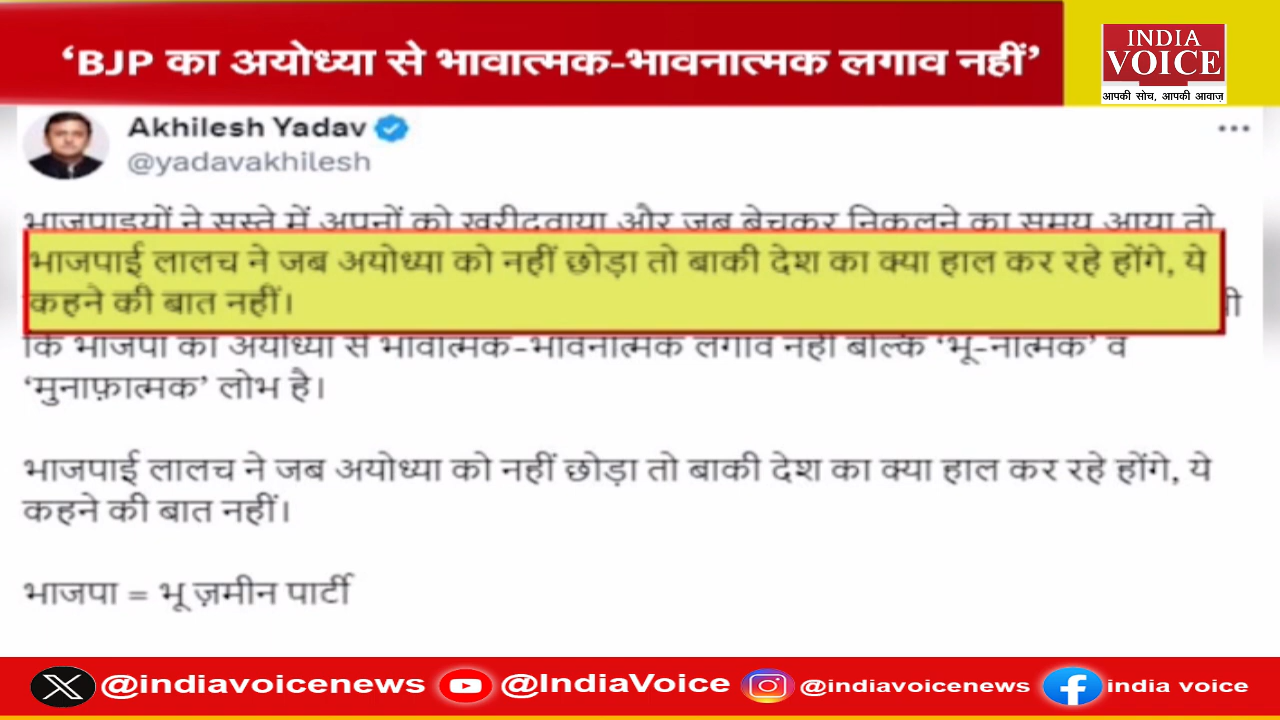 ‘BJP का अयोध्या से भावात्मक-भावनात्मक लगाव नहीं’
INDIA
VOICE
आपकी सोच, आपकी आवाज़
Akhilesh Yadav
@yadavakhilesh
भाजपाइयों ने सस्ते में अपनों को खरीदवाया और जब बेचकर निकलने का समय आया तो
भाजपाई लालच ने जब अयोध्या को नहीं छोड़ा तो बाकी देश का क्या हाल कर रहे होंगे, ये
कहने की बात नहीं।
कि भाजपा का अयोध्या से भावात्मक-भावनात्मक लगाव नहीं बल्कि ‘भू-नात्मक’ व
‘मुनाफ़ात्मक’ लोभ है।
भाजपाई लालच ने जब अयोध्या को नहीं छोड़ा तो बाकी देश का क्या हाल कर रहे होंगे, ये
कहने की बात नहीं।
भाजपा = भू ज़मीन पार्टी
@indiavoicenews @IndiaVoice @indiavoicenews india voice